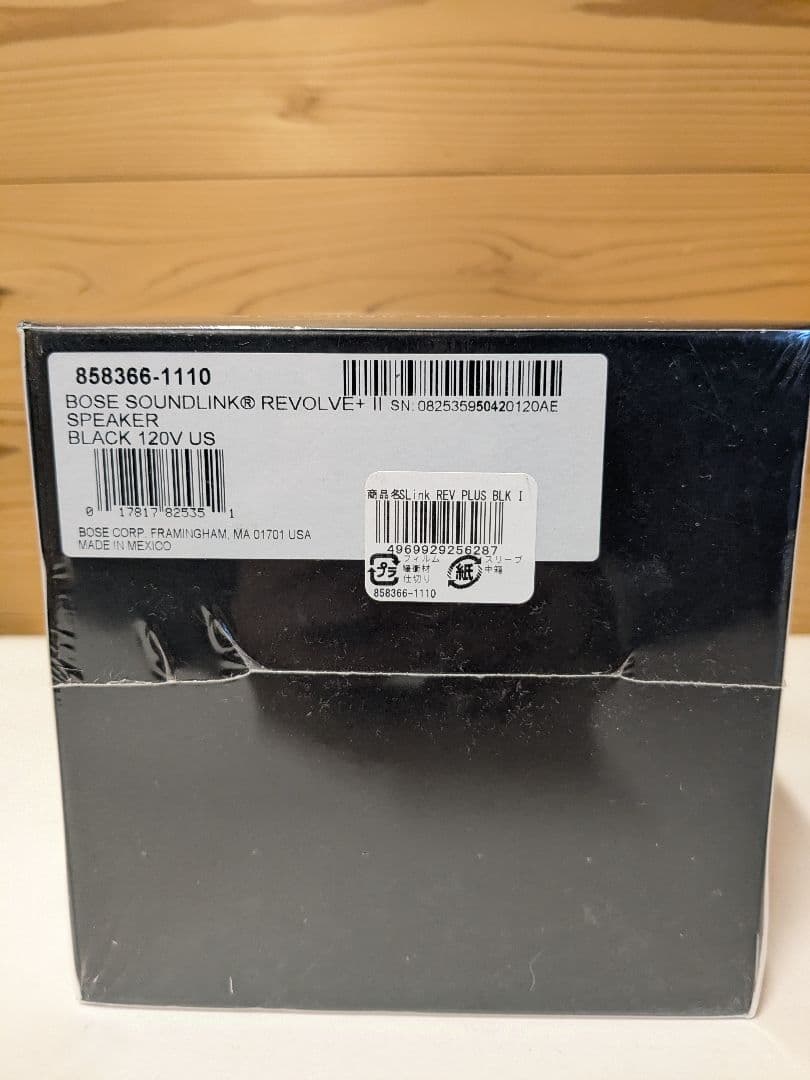 858366-1110
BOSE SOUNDLINK® REVOLVE+ II SN: 082535950420120AE
SPEAKER
BLACK 120V US
0 17817 82535 1
BOSE CORP. FRAMINGHAM, MA 01701 USA
MADE IN MEXICO
商品名SLink REV PLUS BLK I
4969929256287
プラ フィルム
緩衝材
仕切り
紙 スリーブ
中箱
858366-1110